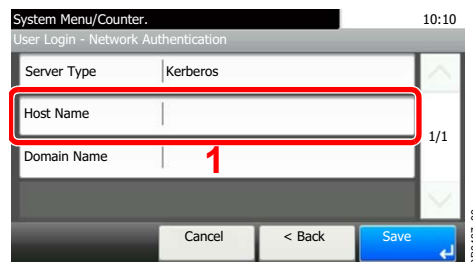 System Menu/Counter. 10:10
User Login - Network Authentication
Server Type Kerberos
Host Name
1/1
Domain Name 1
Cancel < Back Save